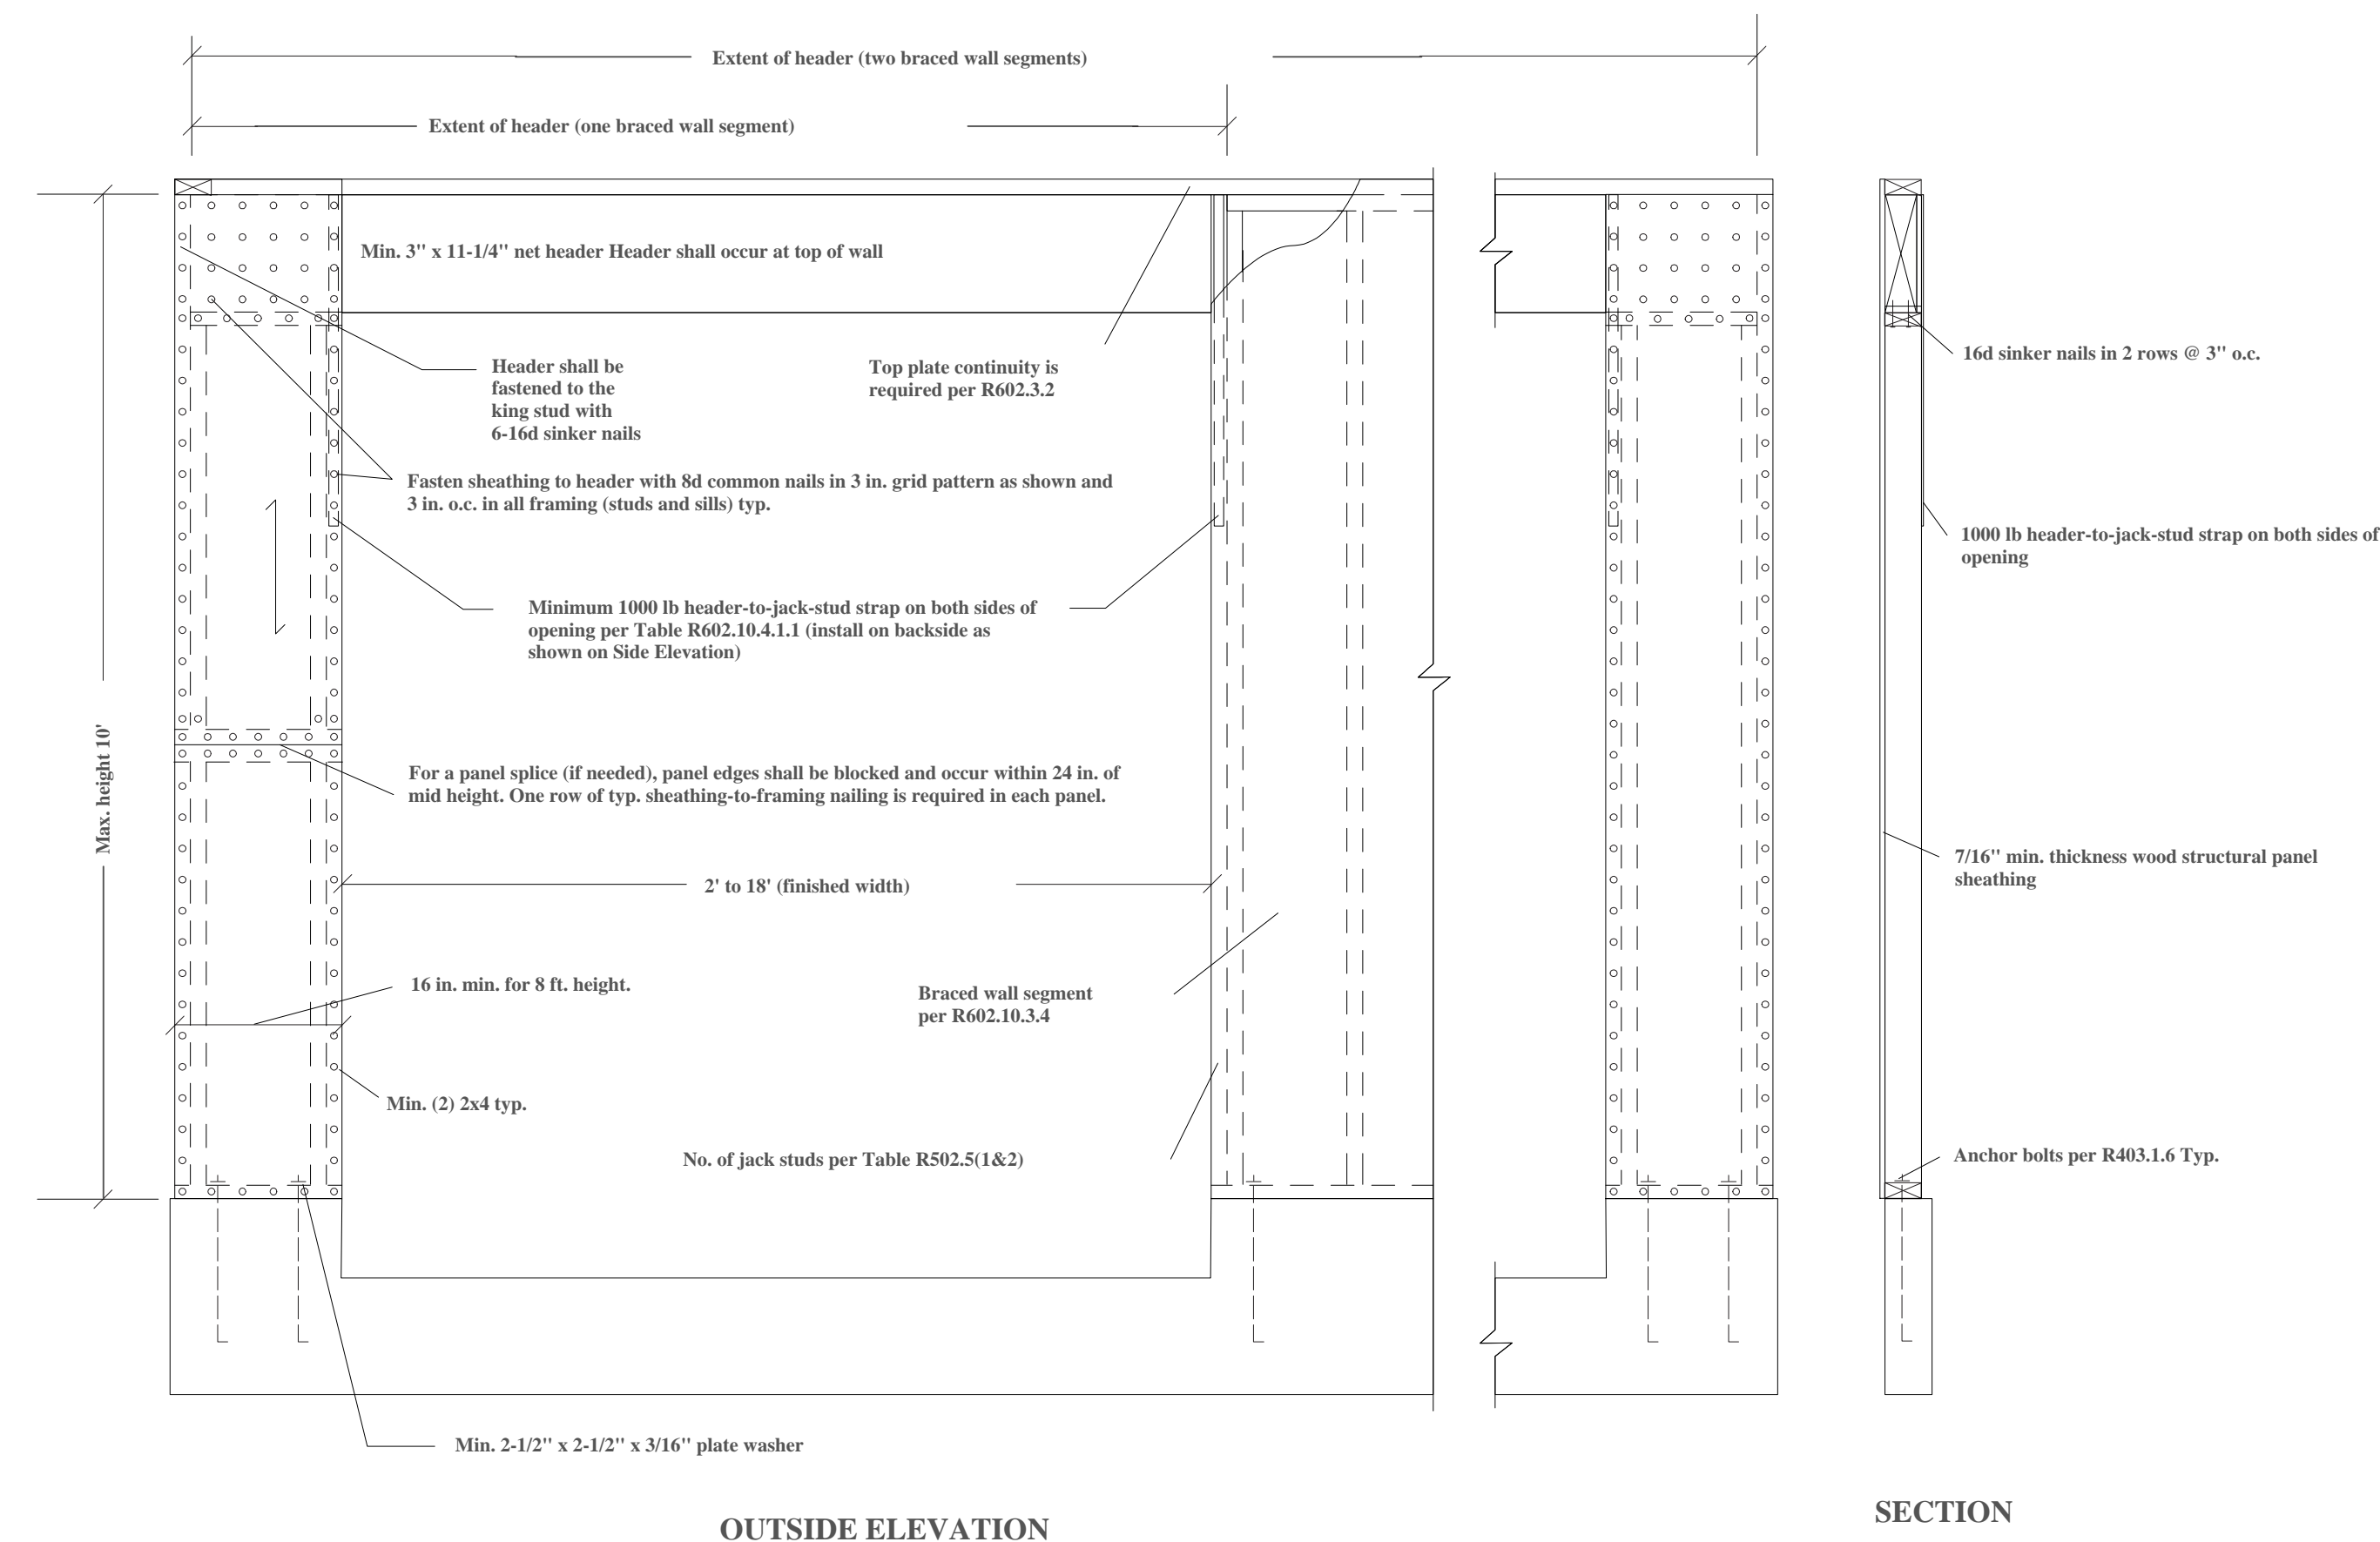 Extent of header (two braced wall segments)
Extent of header (one braced wall segment)
Min. 3" x 11-1/4" net header Header shall occur at top of wall
Header shall be
fastened to the
king stud with
6-16d sinker nails
Top plate continuity is
required per R602.3.2
16d sinker nails in 2 rows @ 3" o.c.
Fasten sheathing to header with 8d common nails in 3 in. grid pattern as shown and
3 in. o.c. in all framing (studs and sills) typ.
1000 lb header-to-jack-stud strap on both sides of
opening
Minimum 1000 lb header-to-jack-stud strap on both sides of
opening per Table R602.10.4.1.1 (install on backside as
shown on Side Elevation)
Max. height 10'
For a panel splice (if needed), panel edges shall be blocked and occur within 24 in. of
mid height. One row of typ. sheathing-to-framing nailing is required in each panel.
7/16" min. thickness wood structural panel
sheathing
2' to 18' (finished width)
16 in. min. for 8 ft. height.
Braced wall segment
per R602.10.3.4
Min. (2) 2x4 typ.
No. of jack studs per Table R502.5(1&2)
Anchor bolts per R403.1.6 Typ.
Min. 2-1/2" x 2-1/2" x 3/16" plate washer
OUTSIDE ELEVATION
SECTION